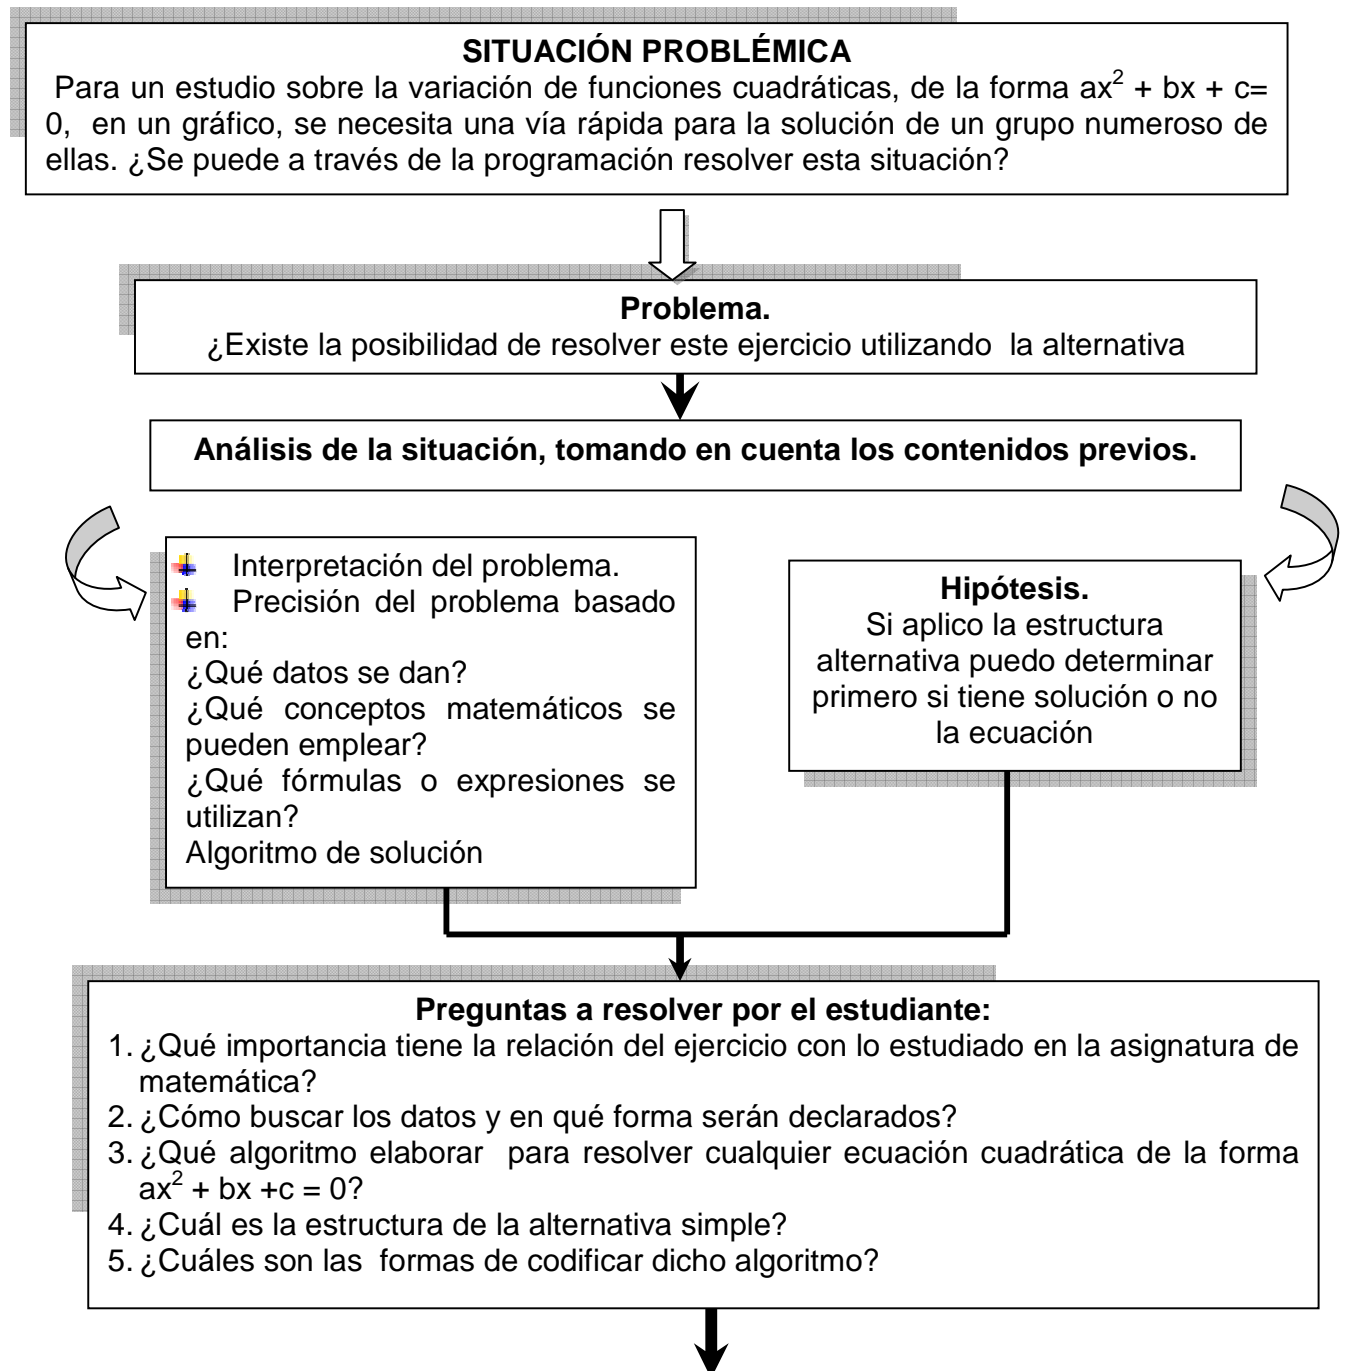 SITUACIÓN PROBLÉMICA
Para un estudio sobre la variación de funciones cuadráticas, de la forma ax² + bx + c=
0, en un gráfico, se necesita una vía rápida para la solución de un grupo numeroso de
ellas. ¿Se puede a través de la programación resolver esta situación?
Problema.
¿Existe la posibilidad de resolver este ejercicio utilizando la alternativa
Análisis de la situación, tomando en cuenta los contenidos previos.
Interpretación del problema.
Precisión del problema basado
en:
¿Qué datos se dan?
¿Qué conceptos matemáticos se
pueden emplear?
¿Qué fórmulas o expresiones se
utilizan?
Algoritmo de solución
Hipótesis.
Si aplico la estructura
alternativa puedo determinar
primero si tiene solución o no
la ecuación
Preguntas a resolver por el estudiante:
1. ¿Qué importancia tiene la relación del ejercicio con lo estudiado en la asignatura de
matemática?
2. ¿Cómo buscar los datos y en qué forma serán declarados?
3. ¿Qué algoritmo elaborar para resolver cualquier ecuación cuadrática de la forma
ax² + bx +c = 0?
4. ¿Cuál es la estructura de la alternativa simple?
5. ¿Cuáles son las formas de codificar dicho algoritmo?